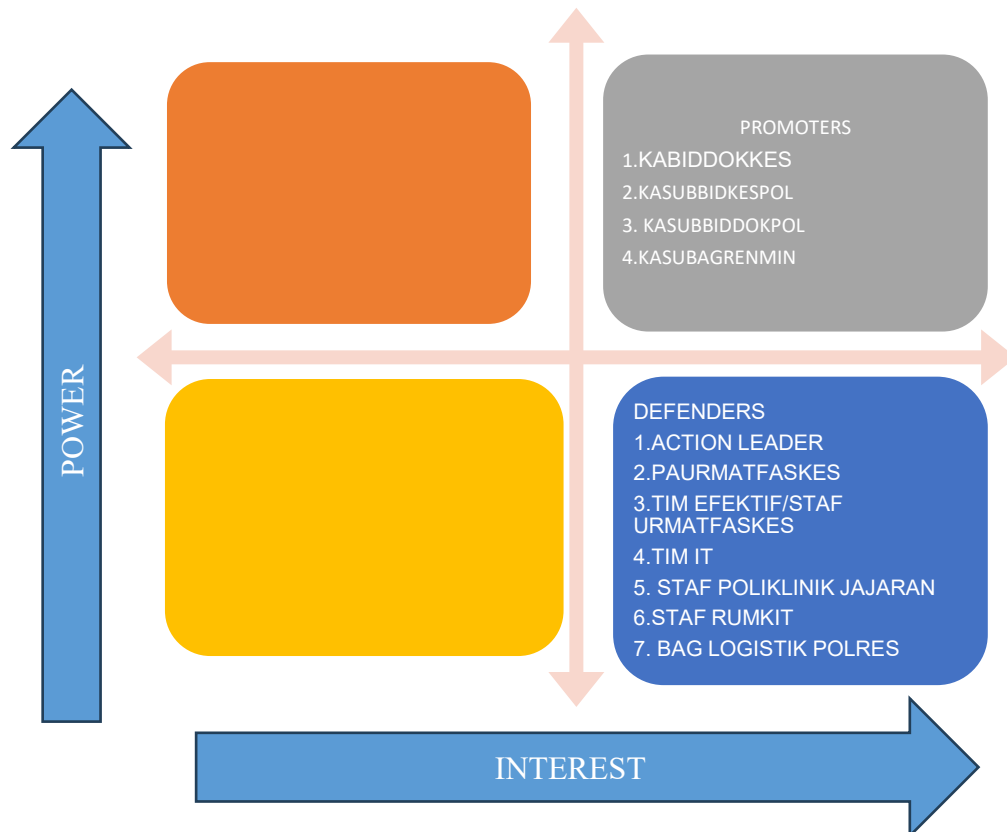 PROMOTERS
1.KABIDDOKKES
2.KASUBBIDKESPOL
3. KASUBBIDDOKPOL
4.KASUBAGRENMIN
POWER
DEFENDERS
1.ACTION LEADER
2.PAURMATFASKES
3.TIM EFEKTIF/STAF
URMATFASKES
4.TIM IT
5. STAF POLIKLINIK JAJARAN
6.STAF RUMKIT
7. BAG LOGISTIK POLRES
INTEREST